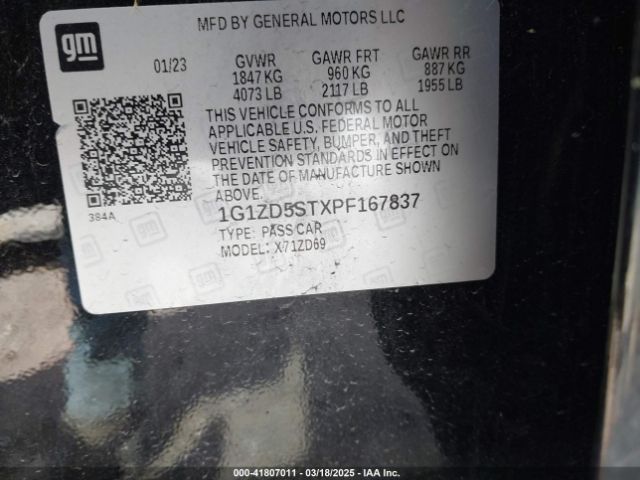 MFD BY GENERAL MOTORS LLC
gm
01/23 GVWR GAWR FRT GAWR RR
1847 KG 960 KG 887 KG
4073 LB 2117 LB 1955 LB
THIS VEHICLE CONFORMS TO ALL
APPLICABLE U.S. FEDERAL MOTOR
VEHICLE SAFETY, BUMPER, AND THEFT
PREVENTION STANDARDS IN EFFECT ON
THE DATE OF MANUFACTURE SHOWN
ABOVE.
384A
1G1ZD5STXPF167837
TYPE: PASS CAR
MODEL: X71ZD69
000-41807011 — 03/18/2025 — IAA Inc.